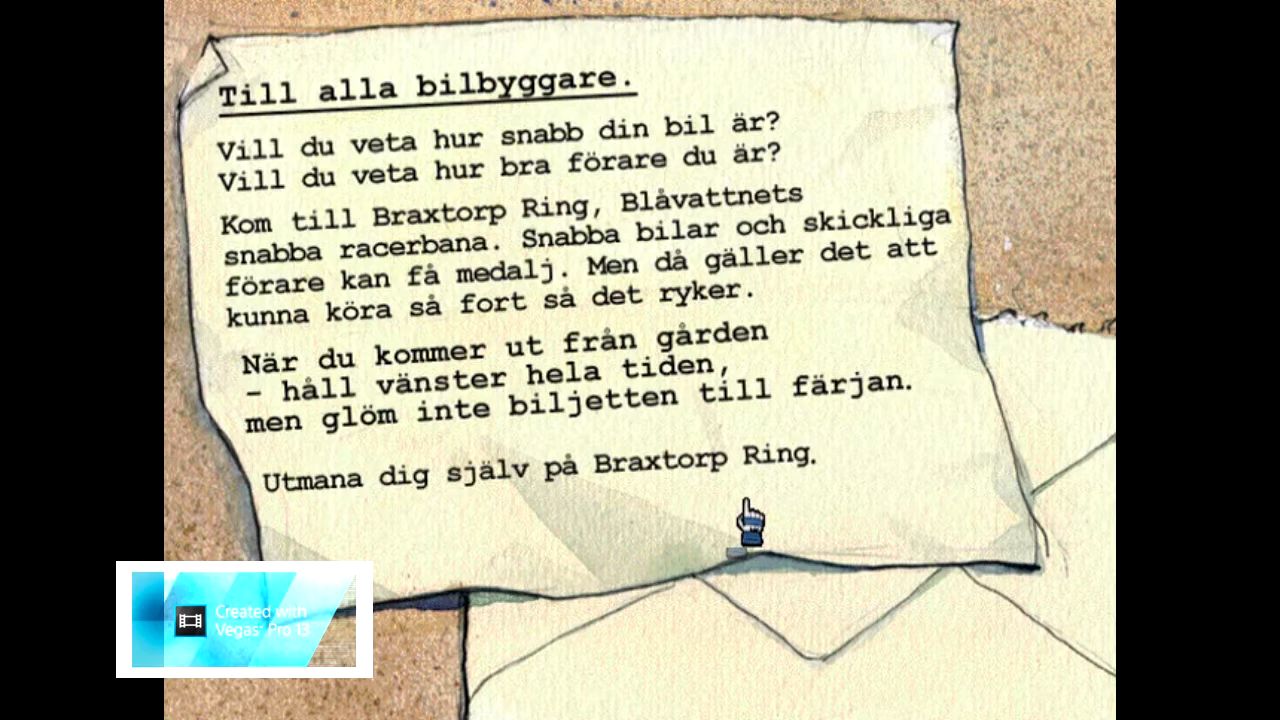 Till alla bilbyggare.
Vill du veta hur snabb din bil är?
Vill du veta hur bra förare du är?
Kom till Braxtorp Ring, Blåvattnets
snabba racerbana. Snabba bilar och skickliga
förare kan få medalj. Men då gäller det att
kunna köra så fort så det ryker.
När du kommer ut från gården
- håll vänster hela tiden,
men glöm inte biljetten till färjan.
Utmana dig själv på Braxtorp Ring.
Created with
Vegas Pro 13